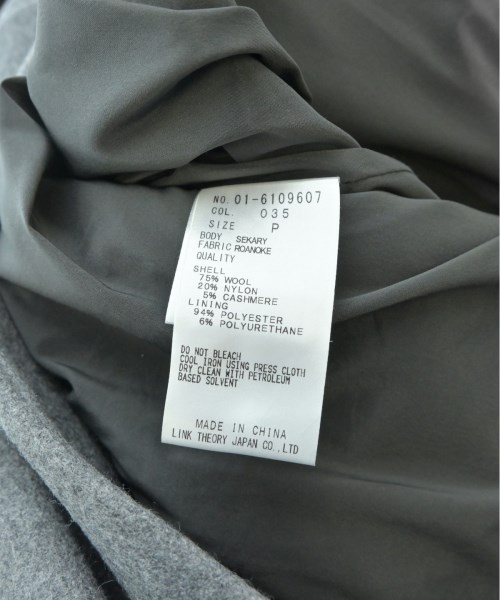 NO. 01-6109607
COL. 035
SIZE P
BODY SEKARY
FABRIC ROANOKE
QUALITY
SHELL
75% WOOL
20% NYLON
5% CASHMERE
LINING
94% POLYESTER
6% POLYURETHANE
DO NOT BLEACH
COOL IRON USING PRESS CLOTH
DRY CLEAN WITH PETROLEUM
BASED SOLVENT
MADE IN CHINA
LINK THEORY JAPAN CO.,LTD